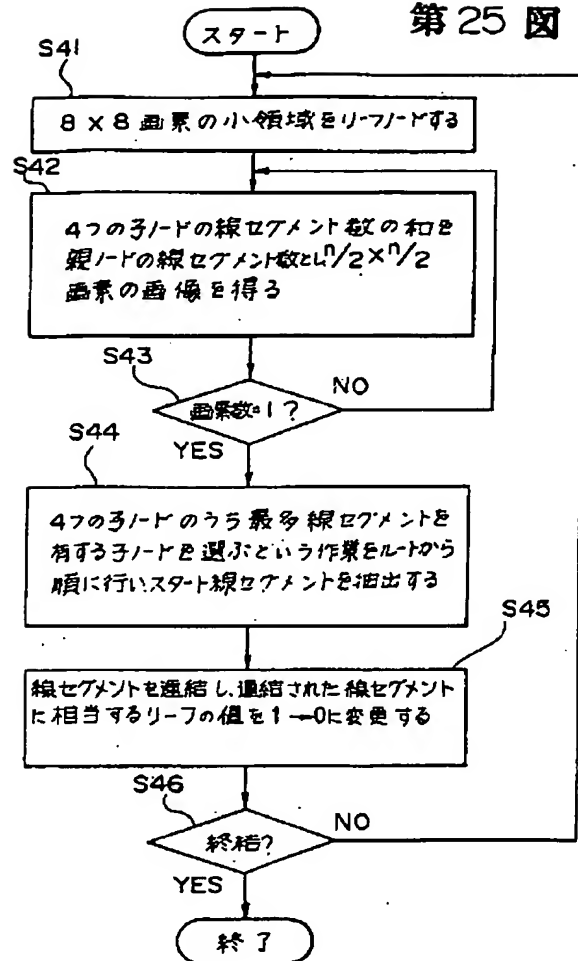 第25図
スタート
S41
8×8画素の小領域をリーフノードする
S42
4つの子ノードの線セグメント数の和を
親ノードの線セグメント数としn/2×n/2
画素の画像を得る
S43
画素数=1?
NO
YES
S44
4つの子ノードのうち最多線セグメントを
有する子ノードを選ぶという作業をルートから
順に行いスタート線セグメントを抽出する
S45
線セグメントを連結し、連結された線セグメント
に相当するリーフの値を1→0に変更する
S46
終結?
NO
YES
終了